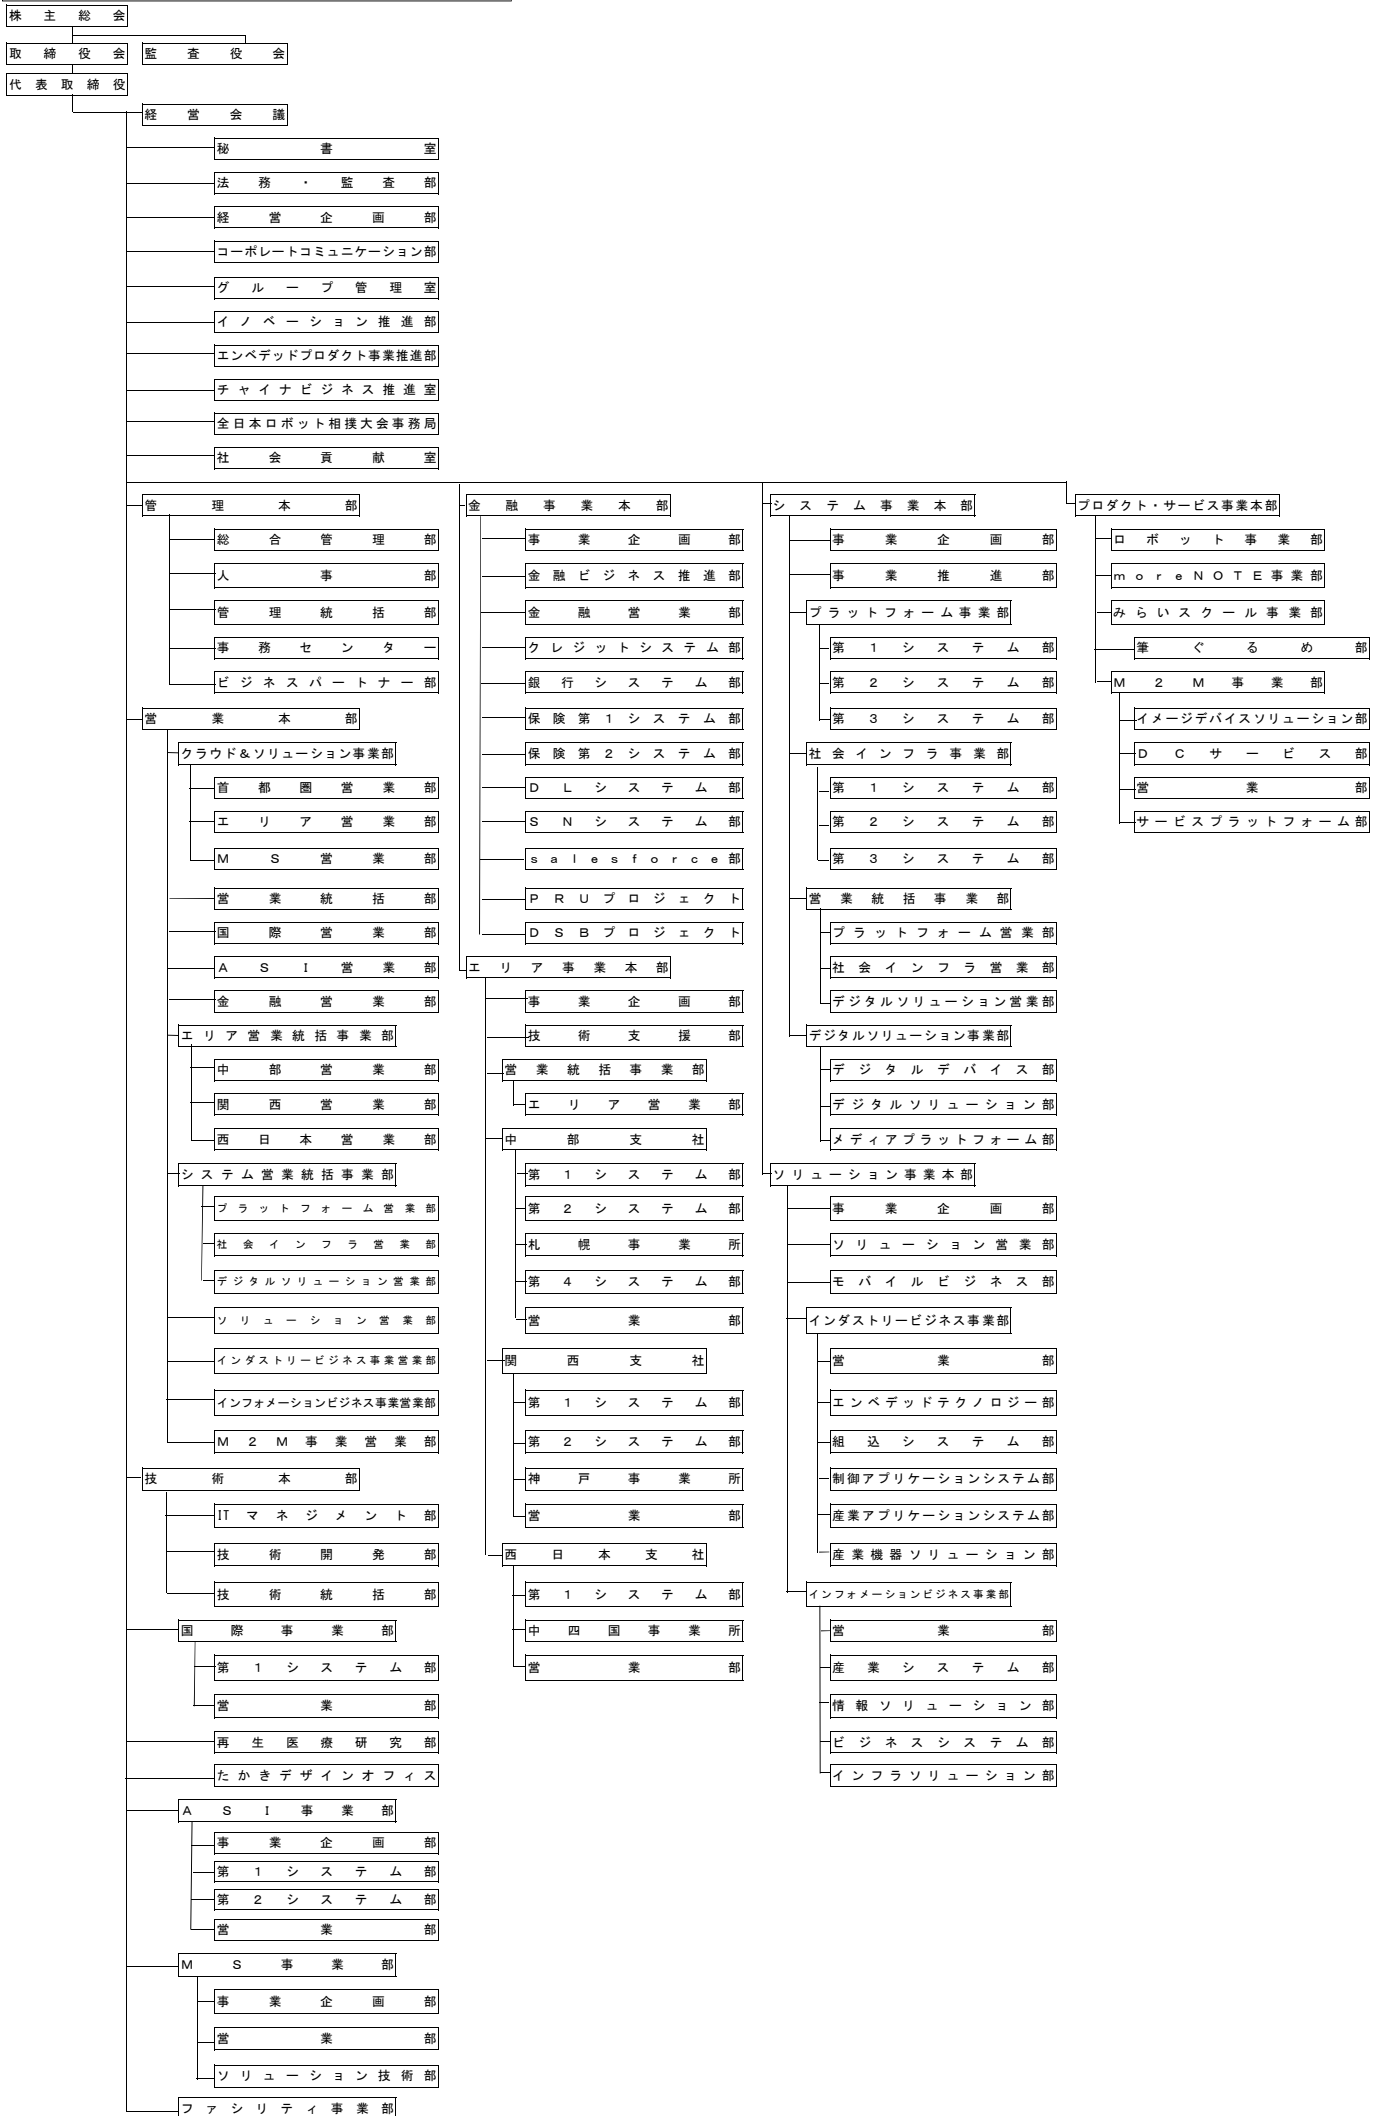 株主総会
取締役会
監査役会
代表取締役
経営会議
秘書室
法務・監査部
経営企画部
コーポレートコミュニケーション部
グループ管理室
イノベーション推進部
エンベデッドプロダクト事業推進部
チャイナビジネス推進室
全日本ロボット相撲大会事務局
社会貢献室
管理本部
総合管理部
人事部
管理統括部
事務センター
ビジネスパートナー部
営業本部
クラウド&ソリューション事業部
首都圏営業部
エリア営業部
MS営業部
営業統括部
国際営業部
ASI営業部
金融営業部
エリア営業統括事業部
中部営業部
関西営業部
西日本営業部
システム営業統括事業部
プラットフォーム営業部
社会インフラ営業部
デジタルソリューション営業部
ソリューション営業部
インダストリービジネス事業営業部
インフォメーションビジネス事業営業部
M2M事業営業部
技術本部
ITマネジメント部
技術開発部
技術統括部
国際事業部
第1システム部
営業部
再生医療研究部
たかきデザインオフィス
ASI事業部
事業企画部
第1システム部
第2システム部
営業部
MS事業部
事業企画部
営業部
ソリューション技術部
ファシリティ事業部
金融事業本部
事業企画部
金融ビジネス推進部
金融営業部
クレジットシステム部
銀行システム部
保険第1システム部
保険第2システム部
DLシステム部
SNシステム部
salesforce部
PRUプロジェクト
DSBプロジェクト
エリア事業本部
事業企画部
技術支援部
営業統括事業部
エリア営業部
中部支社
第1システム部
第2システム部
札幌事業所
第4システム部
営業部
関西支社
第1システム部
第2システム部
神戸事業所
営業部
西日本支社
第1システム部
中四国事業所
営業部
システム事業本部
事業企画部
事業推進部
プラットフォーム事業部
第1システム部
第2システム部
第3システム部
社会インフラ事業部
第1システム部
第2システム部
第3システム部
営業統括事業部
プラットフォーム営業部
社会インフラ営業部
デジタルソリューション営業部
デジタルソリューション事業部
デジタルデバイス部
デジタルソリューション部
メディアプラットフォーム部
ソリューション事業本部
事業企画部
ソリューション営業部
モバイルビジネス部
インダストリービジネス事業部
営業部
エンベデッドテクノロジー部
組込システム部
制御アプリケーションシステム部
産業アプリケーションシステム部
産業機器ソリューション部
インフォメーションビジネス事業部
営業部
産業システム部
情報ソリューション部
ビジネスシステム部
インフラソリューション部
プロダクト・サービス事業本部
ロボット事業部
moreNOTE事業部
みらいスクール事業部
筆ぐるめ部
M2M事業部
イメージデバイスソリューション部
DCサービス部
営業部
サービスプラットフォーム部